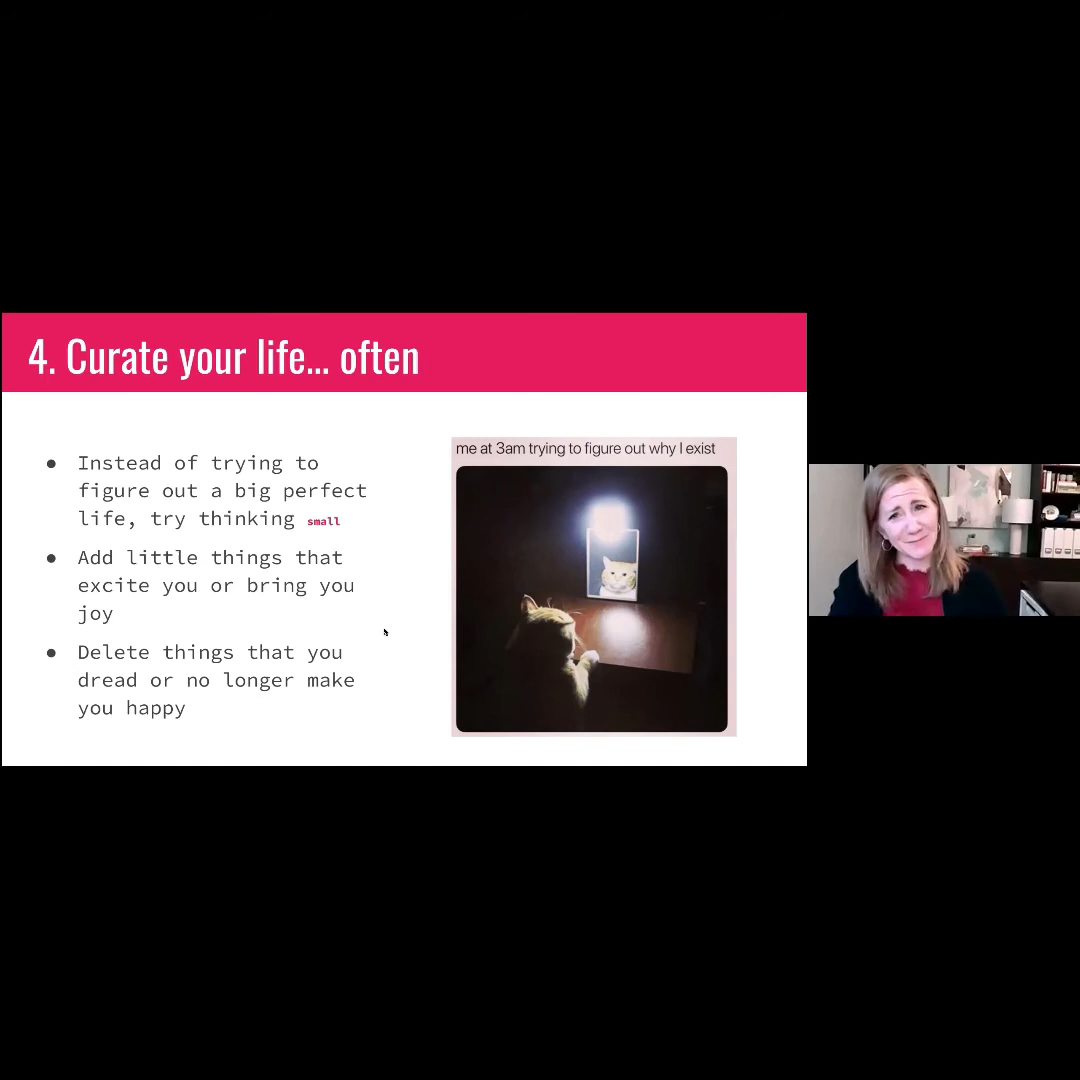 4. Curate your life... often
● Instead of trying to
figure out a big perfect
life, try thinking small
● Add little things that
excite you or bring you
joy
● Delete things that you
dread or no longer make
you happy
me at 3am trying to figure out why I exist